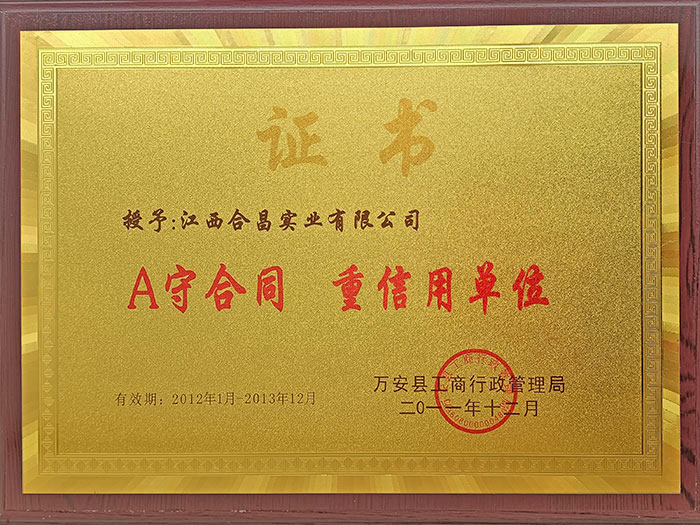 证书
授予:江西合昌实业有限公司
A守合同 重信用单位
万安县工商行政管理局
有效期：2012年1月-2013年12月
二0一一年十二月